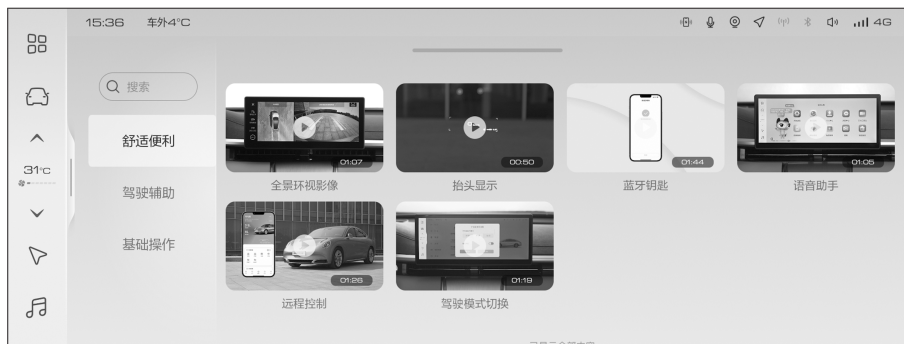 15:36 车外4°C
4G
搜索
舒适便利
驾驶辅助
基础操作
31°C
01:07
00:50
01:44
01:05
全景环视影像
抬头显示
蓝牙钥匙
语音助手
01:26
01:19
远程控制
驾驶模式切换